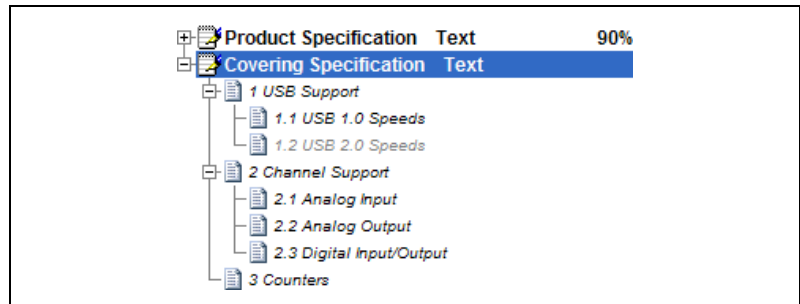 Product Specification Text 90%
Covering Specification Text
1 USB Support
1.1 USB 1.0 Speeds
1.2 USB 2.0 Speeds
2 Channel Support
2.1 Analog Input
2.2 Analog Output
2.3 Digital Input/Output
3 Counters